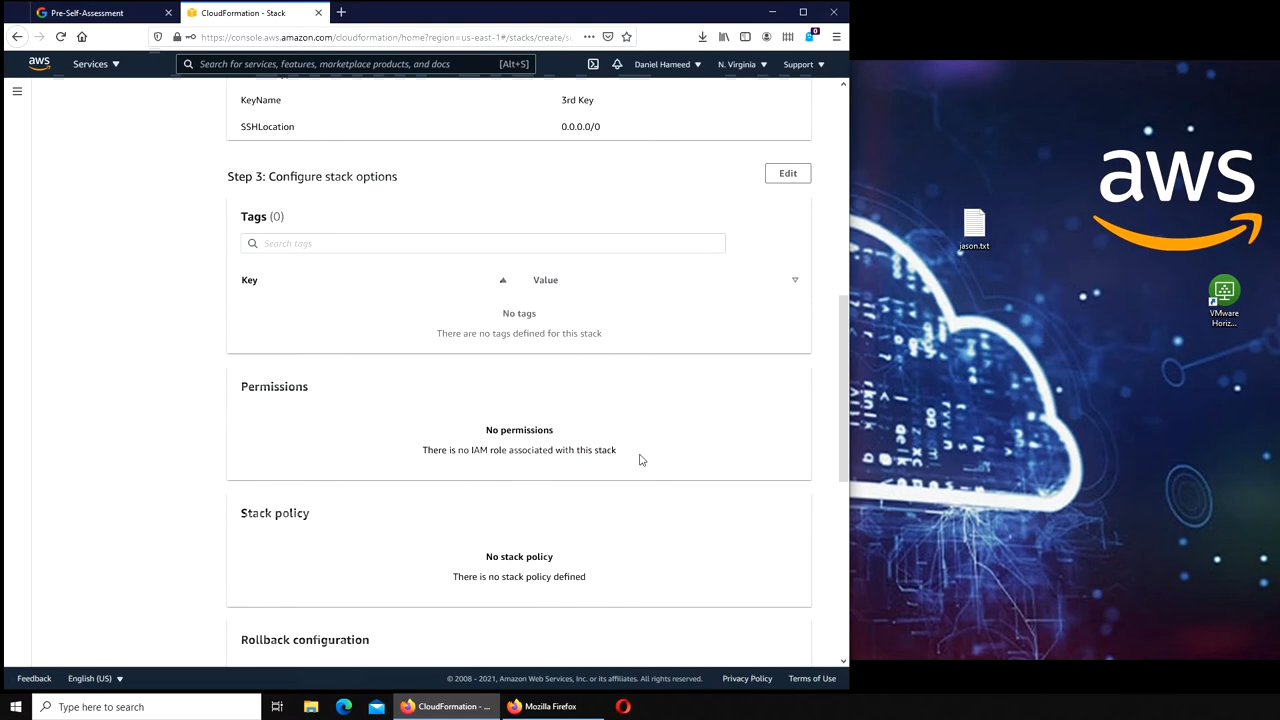 Pre-Self-Assessment
CloudFormation - Stack
https://console.aws.amazon.com/cloudformation/home?region=us-east-1#/stacks/create/s
aws
Services
Search for services, features, marketplace products, and docs
[Alt+S]
Daniel Hameed
N. Virginia
Support
KeyName
3rd Key
SSHLocation
0.0.0.0/0
Step 3: Configure stack options
Edit
Tags (0)
Search tags
Key
Value
No tags
There are no tags defined for this stack
Permissions
No permissions
There is no IAM role associated with this stack
Stack policy
No stack policy
There is no stack policy defined
Rollback configuration
Feedback
English (US)
© 2008 - 2021, Amazon Web Services, Inc. or its affiliates. All rights reserved.
Privacy Policy
Terms of Use
Type here to search
CloudFormation - ...
Mozilla Firefox
aws
jason.txt
VMware
Horiz...
0